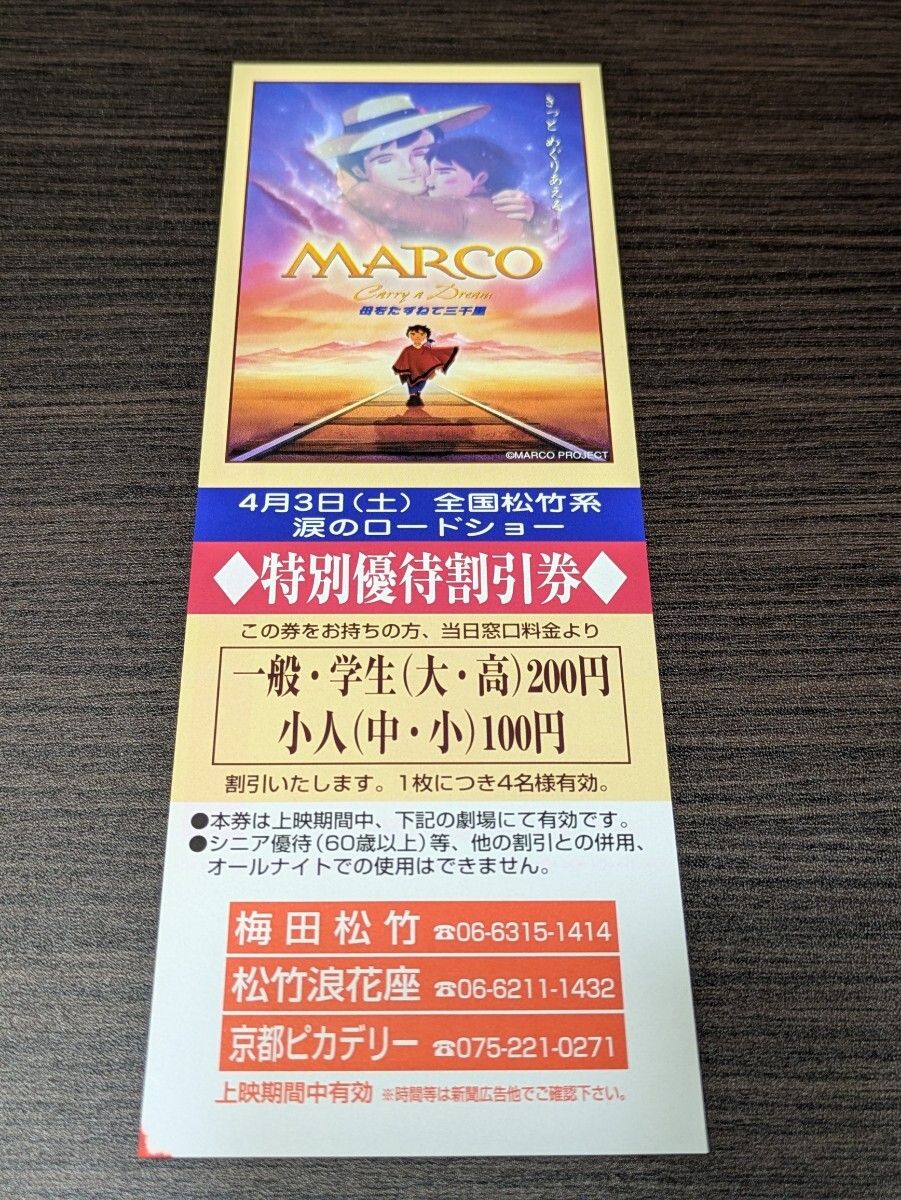 きっとめぐりあえる
MARCO
Carry a Dream
母をたずねて三千里
©MARCO PROJECT
4月3日(土) 全国松竹系
涙のロードショー
◆特別優待割引券◆
この券をお持ちの方、当日窓口料金より
一般・学生(大・高)200円
小人(中・小)100円
割引いたします。1枚につき4名様有効。
●本券は上映期間中、下記の劇場にて有効です。
●シニア優待(60歳以上)等、他の割引との併用、
オールナイトでの使用はできません。
梅田松竹 ☎06-6315-1414
松竹浪花座 ☎06-6211-1432
京都ピカデリー ☎075-221-0271
上映期間中有効 ※時間等は新聞広告他でご確認下さい。